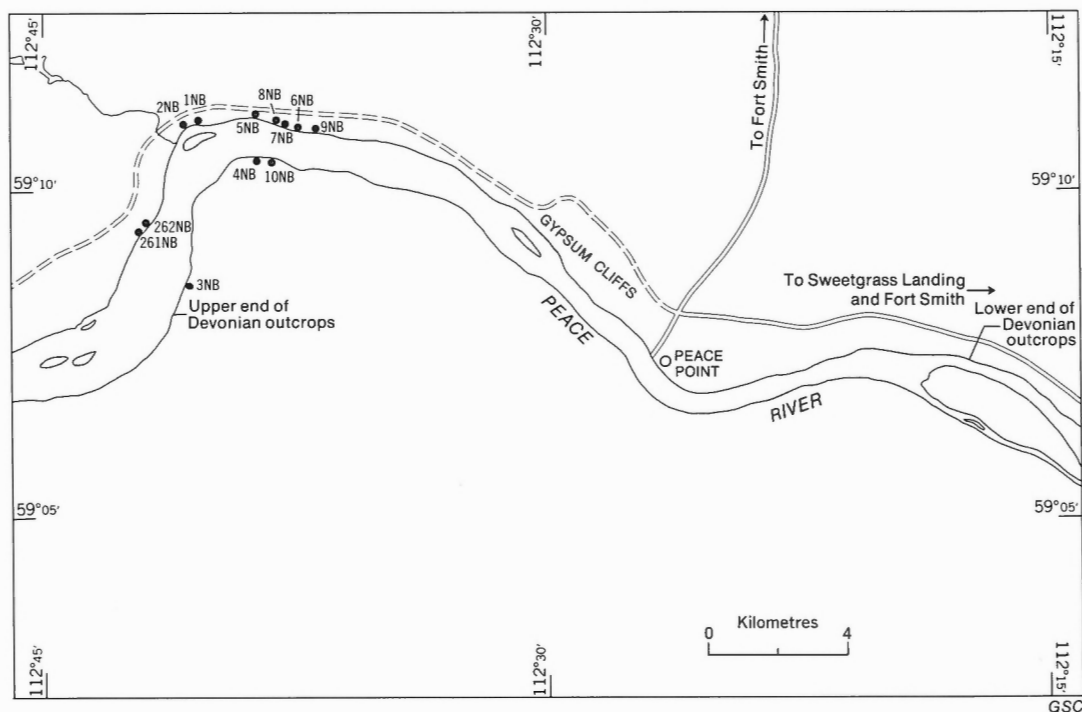 112°45′
112°30′
112°15′
To Fort Smith
8NB
6NB
2NB
1NB
5NB
7NB
9NB
4NB
10NB
59°10′
59°10′
262NB
261NB
GYPSUM CLIFFS
3NB
Upper end of
Devonian outcrops
To Sweetgrass Landing
and Fort Smith
Lower end of
Devonian
outcrops
PEACE
PEACE
POINT
RIVER
59°05′
59°05′
Kilometres
0
4
112°45′
112°30′
112°15′
GSC